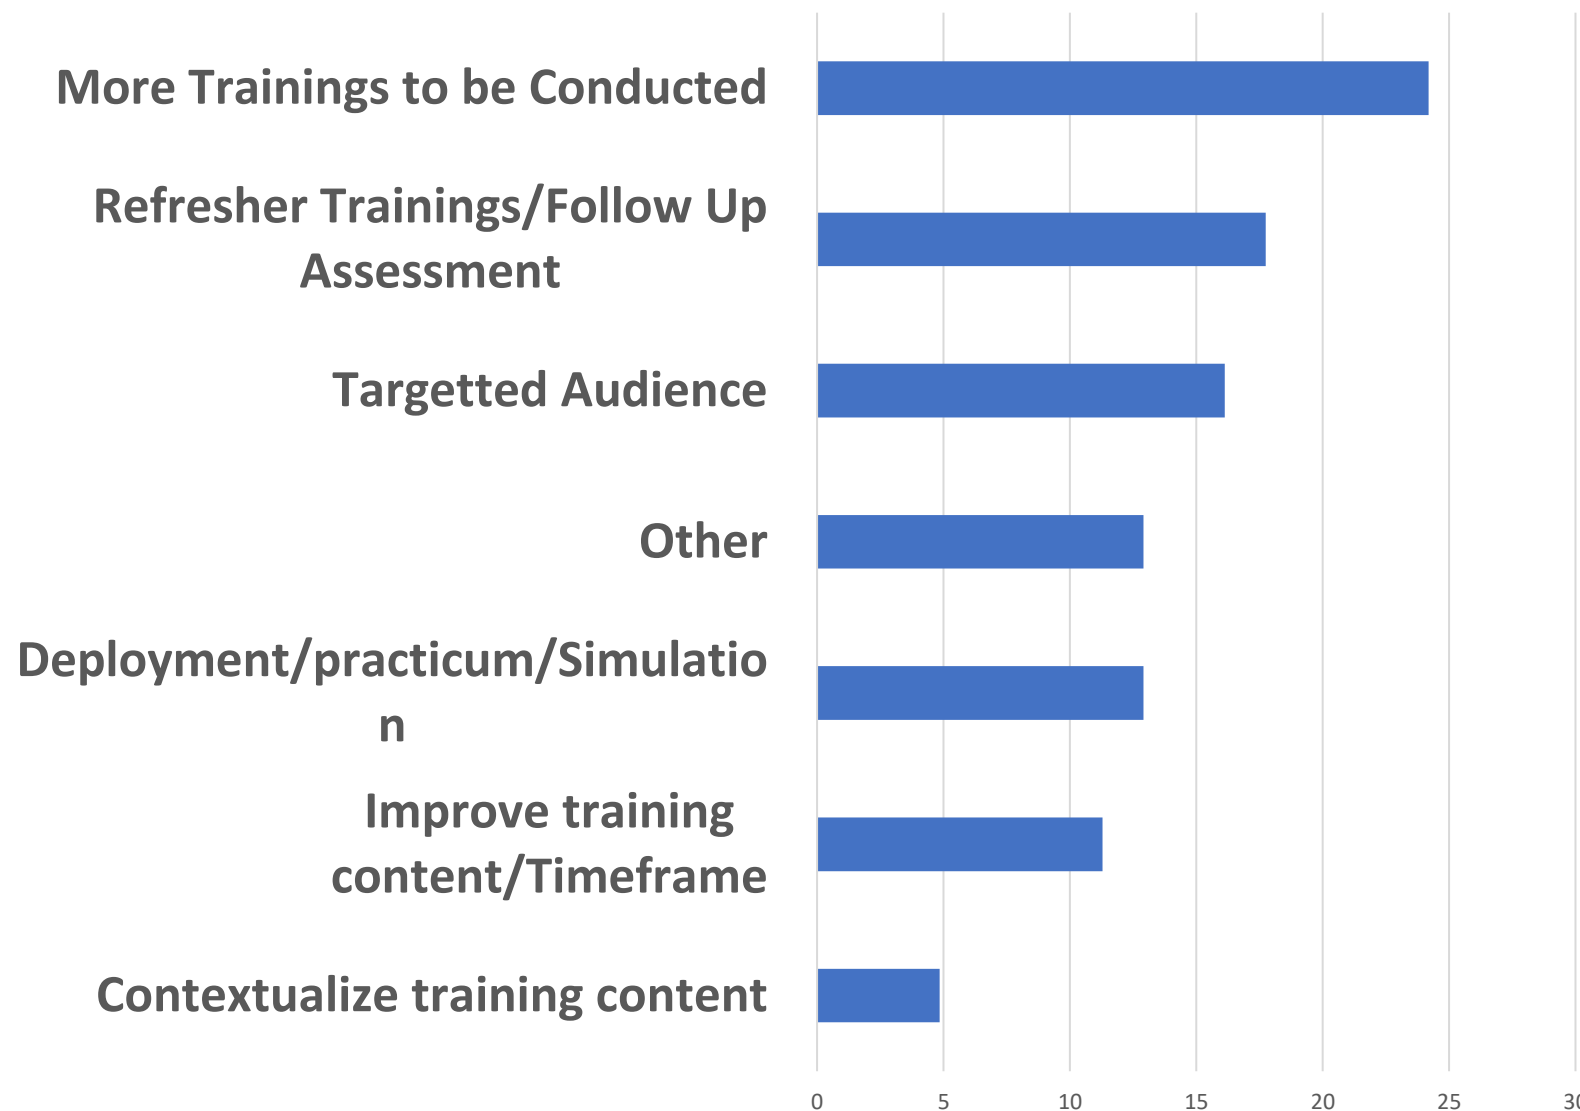 More Trainings to be Conducted
Refresher Trainings/Follow Up
Assessment
Targetted Audience
Other
Deployment/practicum/Simulatio
n
Improve training
content/Timeframe
Contextualize training content
0 5 10 15 20 25 30